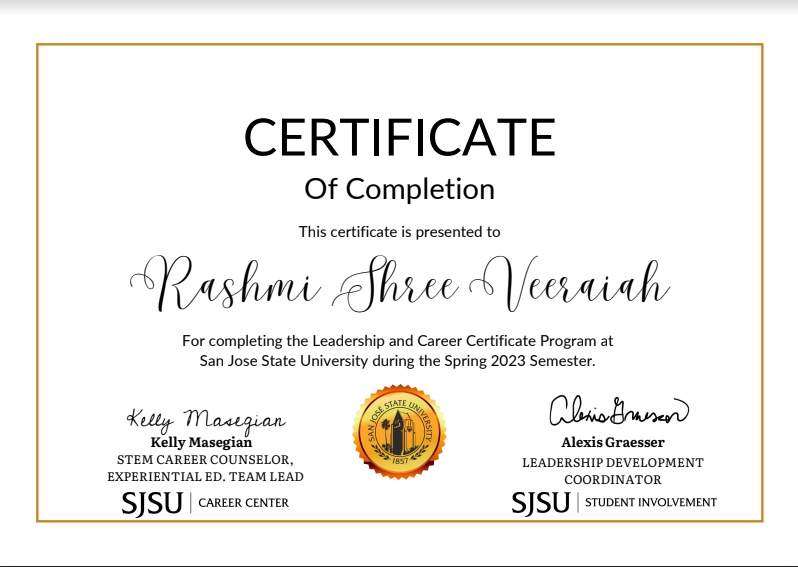 CERTIFICATE
Of Completion
This certificate is presented to
Rashmi Shree Veeraiah
For completing the Leadership and Career Certificate Program at
San Jose State University during the Spring 2023 Semester.
Kelly Masegian
Kelly Masegian
STEM CAREER COUNSELOR,
EXPERIENTIAL ED. TEAM LEAD
SJSU | CAREER CENTER
SAN JOSE STATE UNIVERSITY
1857
Alexis Graesser
Alexis Graesser
LEADERSHIP DEVELOPMENT
COORDINATOR
SJSU | STUDENT INVOLVEMENT